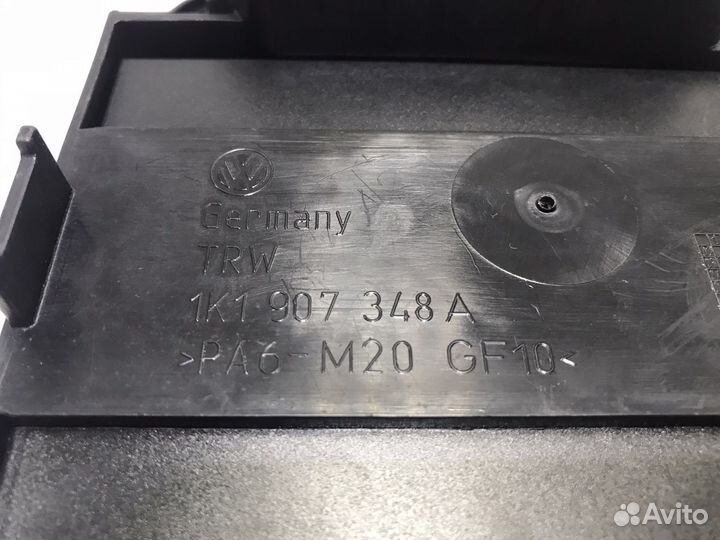 Germany
TRW
1K1 907 348 A
>PA6-M20 GF10<
Avito